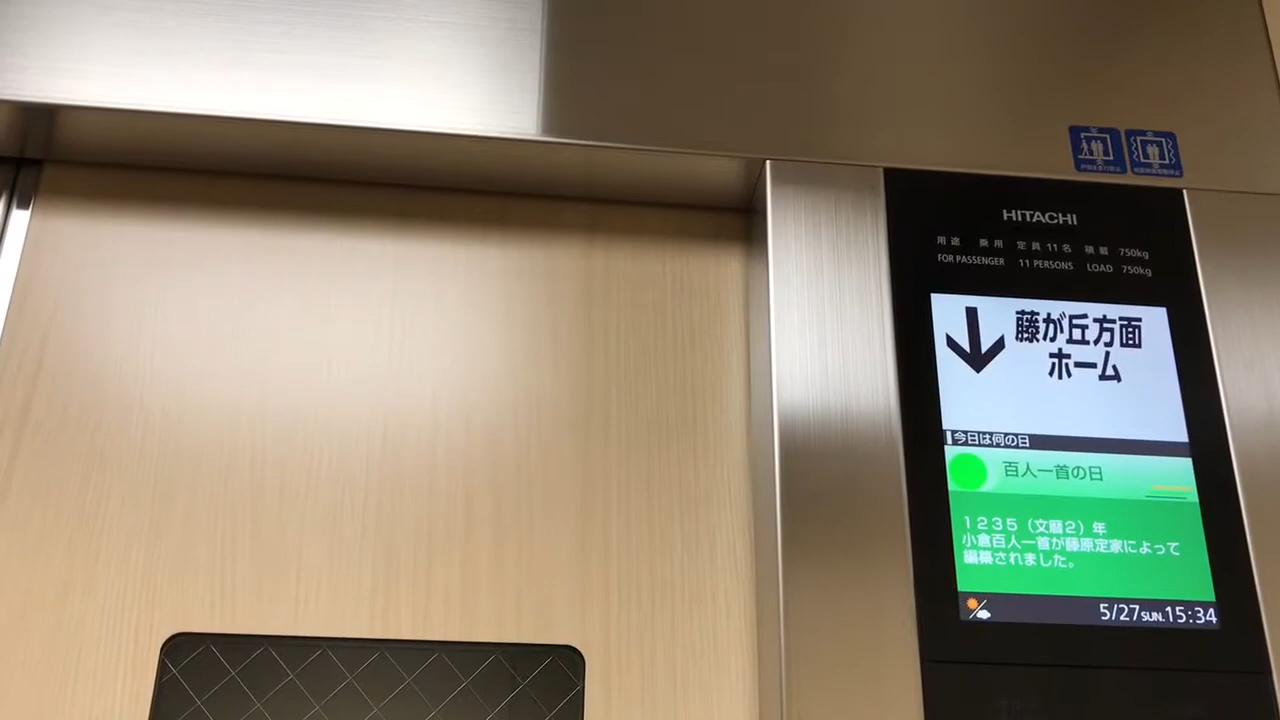 HITACHI
用途 乗用 定員 11名 積載 750kg
FOR PASSENGER 11 PERSONS LOAD 750kg
藤が丘方面
ホーム
今日は何の日
百人一首の日
1235(文暦2)年
小倉百人一首が藤原定家によって
編纂されました。
5/27SUN.15:34